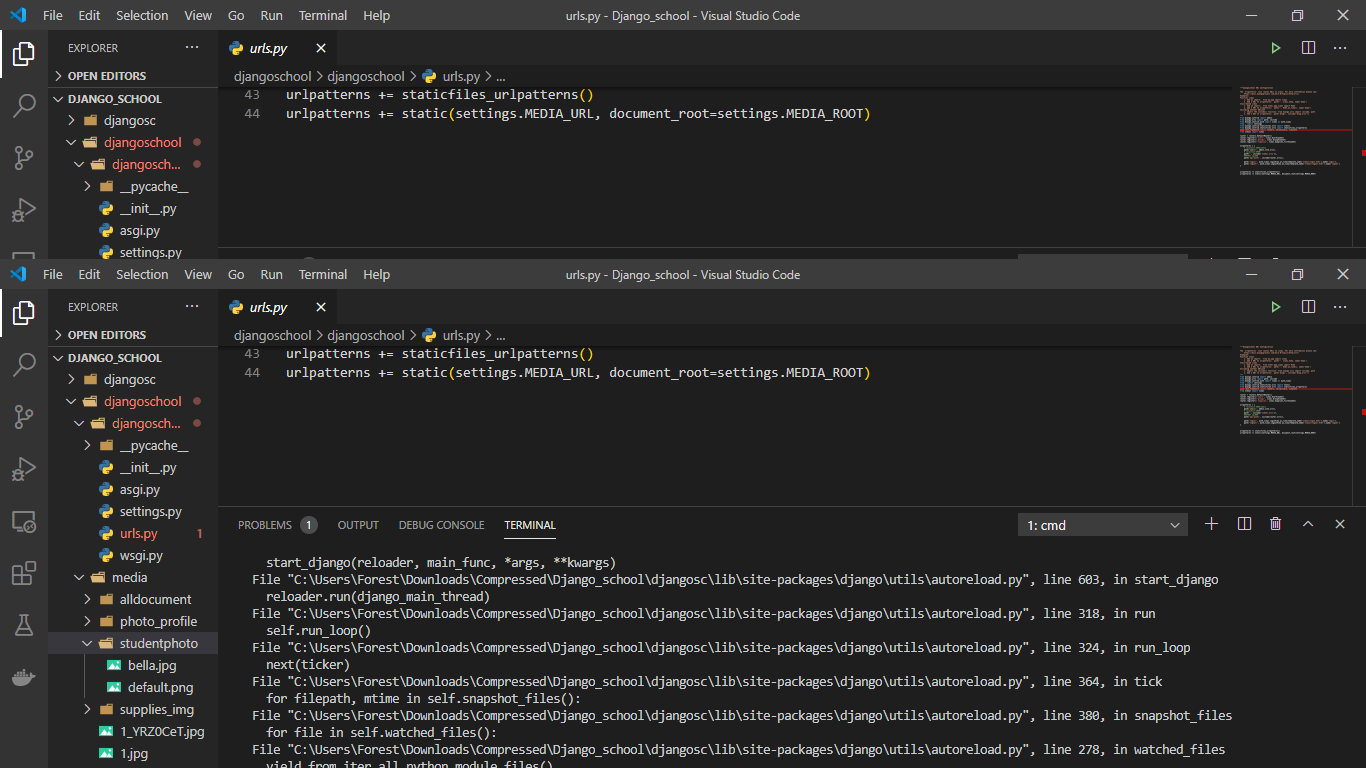 File Edit Selection View Go Run Terminal Help urls.py - Django_school - Visual Studio Code
EXPLORER ···
urls.py
OPEN EDITORS
djangoschool > djangoschool > urls.py > ...
DJANGO_SCHOOL
43 urlpatterns += staticfiles_urlpatterns()
44 urlpatterns += static(settings.MEDIA_URL, document_root=settings.MEDIA_ROOT)
djangosc
djangoschool
djangosch...
__pycache__
__init__.py
asgi.py
settings.py
File Edit Selection View Go Run Terminal Help urls.py - Django_school - Visual Studio Code
EXPLORER ···
urls.py
OPEN EDITORS
djangoschool > djangoschool > urls.py > ...
DJANGO_SCHOOL
43 urlpatterns += staticfiles_urlpatterns()
44 urlpatterns += static(settings.MEDIA_URL, document_root=settings.MEDIA_ROOT)
djangosc
djangoschool
djangosch...
__pycache__
__init__.py
asgi.py
settings.py
urls.py 1
wsgi.py
media
alldocument
photo_profile
studentphoto
bella.jpg
default.png
supplies_img
1_YRZ0CeT.jpg
1.jpg
PROBLEMS 1 OUTPUT DEBUG CONSOLE TERMINAL 1: cmd
start_django(reloader, main_func, *args, **kwargs)
File "C:\Users\Forest\Downloads\Compressed\Django_school\djangosc\lib\site-packages\django\utils\autoreload.py", line 603, in start_django
reloader.run(django_main_thread)
File "C:\Users\Forest\Downloads\Compressed\Django_school\djangosc\lib\site-packages\django\utils\autoreload.py", line 318, in run
self.run_loop()
File "C:\Users\Forest\Downloads\Compressed\Django_school\djangosc\lib\site-packages\django\utils\autoreload.py", line 324, in run_loop
next(ticker)
File "C:\Users\Forest\Downloads\Compressed\Django_school\djangosc\lib\site-packages\django\utils\autoreload.py", line 364, in tick
for filepath, mtime in self.snapshot_files():
File "C:\Users\Forest\Downloads\Compressed\Django_school\djangosc\lib\site-packages\django\utils\autoreload.py", line 380, in snapshot_files
for file in self.watched_files():
File "C:\Users\Forest\Downloads\Compressed\Django_school\djangosc\lib\site-packages\django\utils\autoreload.py", line 278, in watched_files
yield from iter_all_python_module_files()